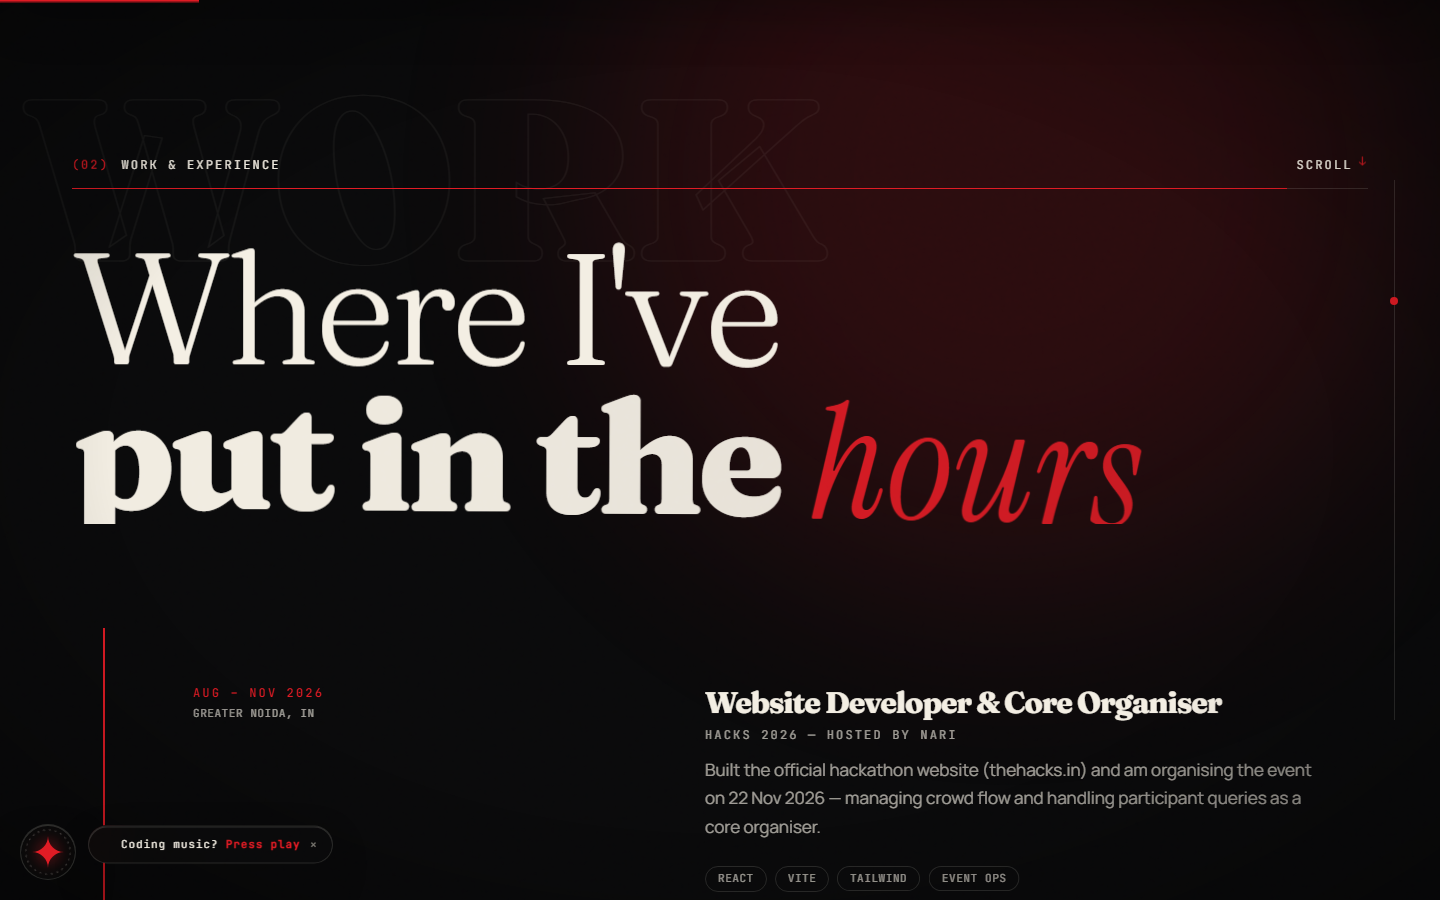 WORK
(02) WORK & EXPERIENCE
SCROLL ↓
Where I've
put in the hours
AUG – NOV 2026
GREATER NOIDA, IN
Website Developer & Core Organiser
HACKS 2026 — HOSTED BY NARI
Built the official hackathon website (thehacks.in) and am organising the event
on 22 Nov 2026 — managing crowd flow and handling participant queries as a
core organiser.
REACT VITE TAILWIND EVENT OPS
Coding music? Press play ×